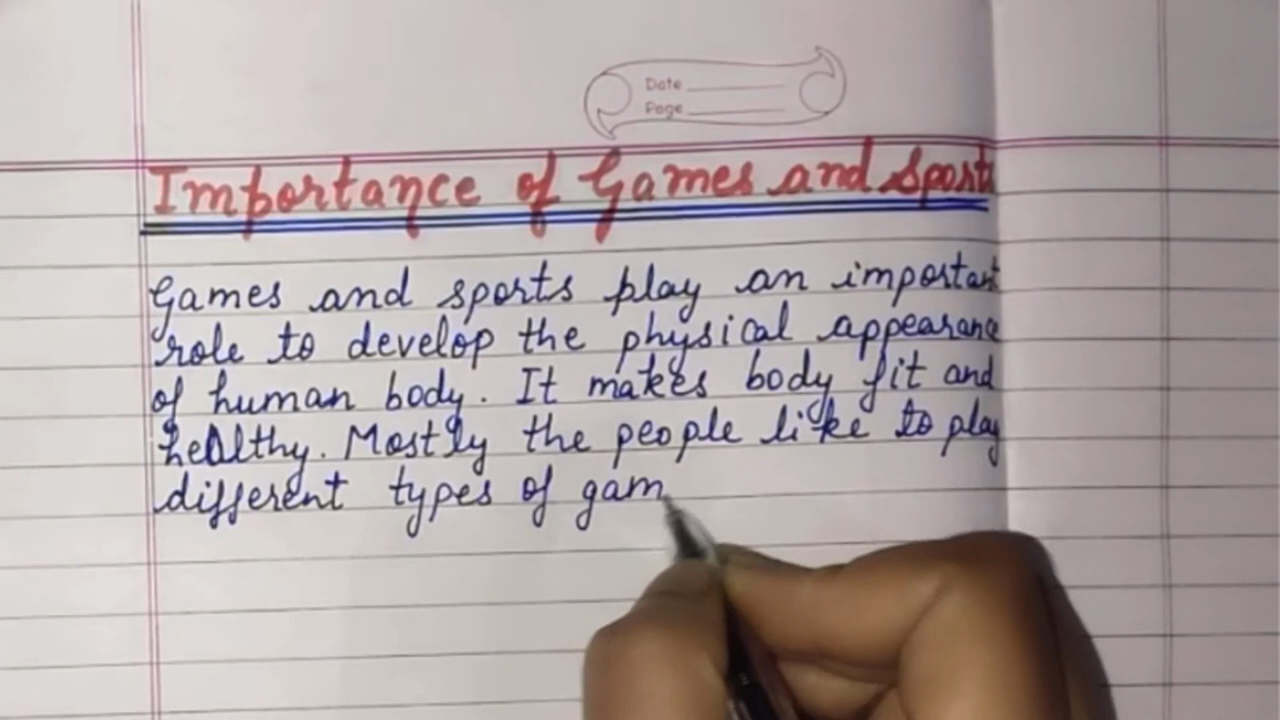 Date
Page
Importance of Games and Sports
Games and sports play an important
role to develop the physical appearance
of human body. It makes body fit and
healthy. Mostly the people like to play
different types of gam